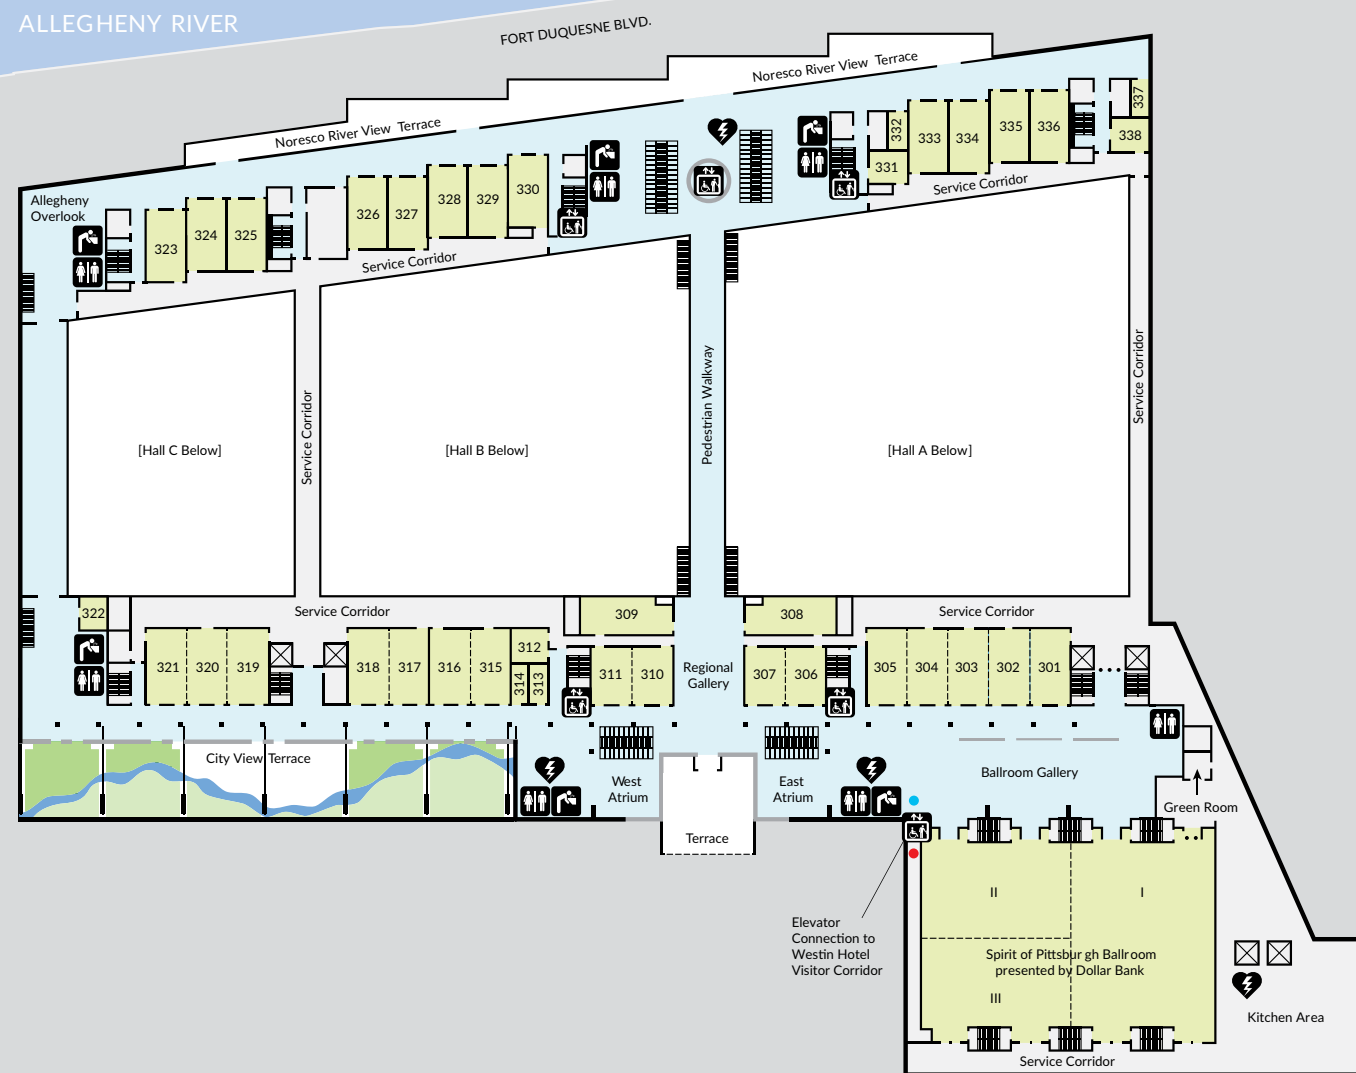 ALLEGHENY RIVER
FORT DUQUESNE BLVD.
Noresco River View Terrace
Noresco River View Terrace
337
338
336
335
334
333
332
331
Service Corridor
330
329
328
327
326
Service Corridor
Allegheny
Overlook
325
324
323
Pedestrian Walkway
Service Corridor
Service Corridor
[Hall C Below]
[Hall B Below]
[Hall A Below]
322
Service Corridor
309
308
Service Corridor
321
320
319
318
317
316
315
312
314
313
311
310
Regional
Gallery
307
306
305
304
303
302
301
City View Terrace
West
Atrium
Terrace
East
Atrium
Ballroom Gallery
Green Room
Elevator
Connection to
Westin Hotel
Visitor Corridor
II
I
Spirit of Pittsbur gh Ballroom
presented by Dollar Bank
III
Kitchen Area
Service Corridor